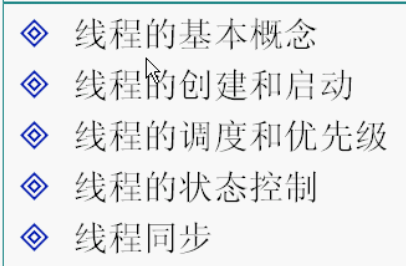 线程的基本概念
线程的创建和启动
线程的调度和优先级
线程的状态控制
线程同步